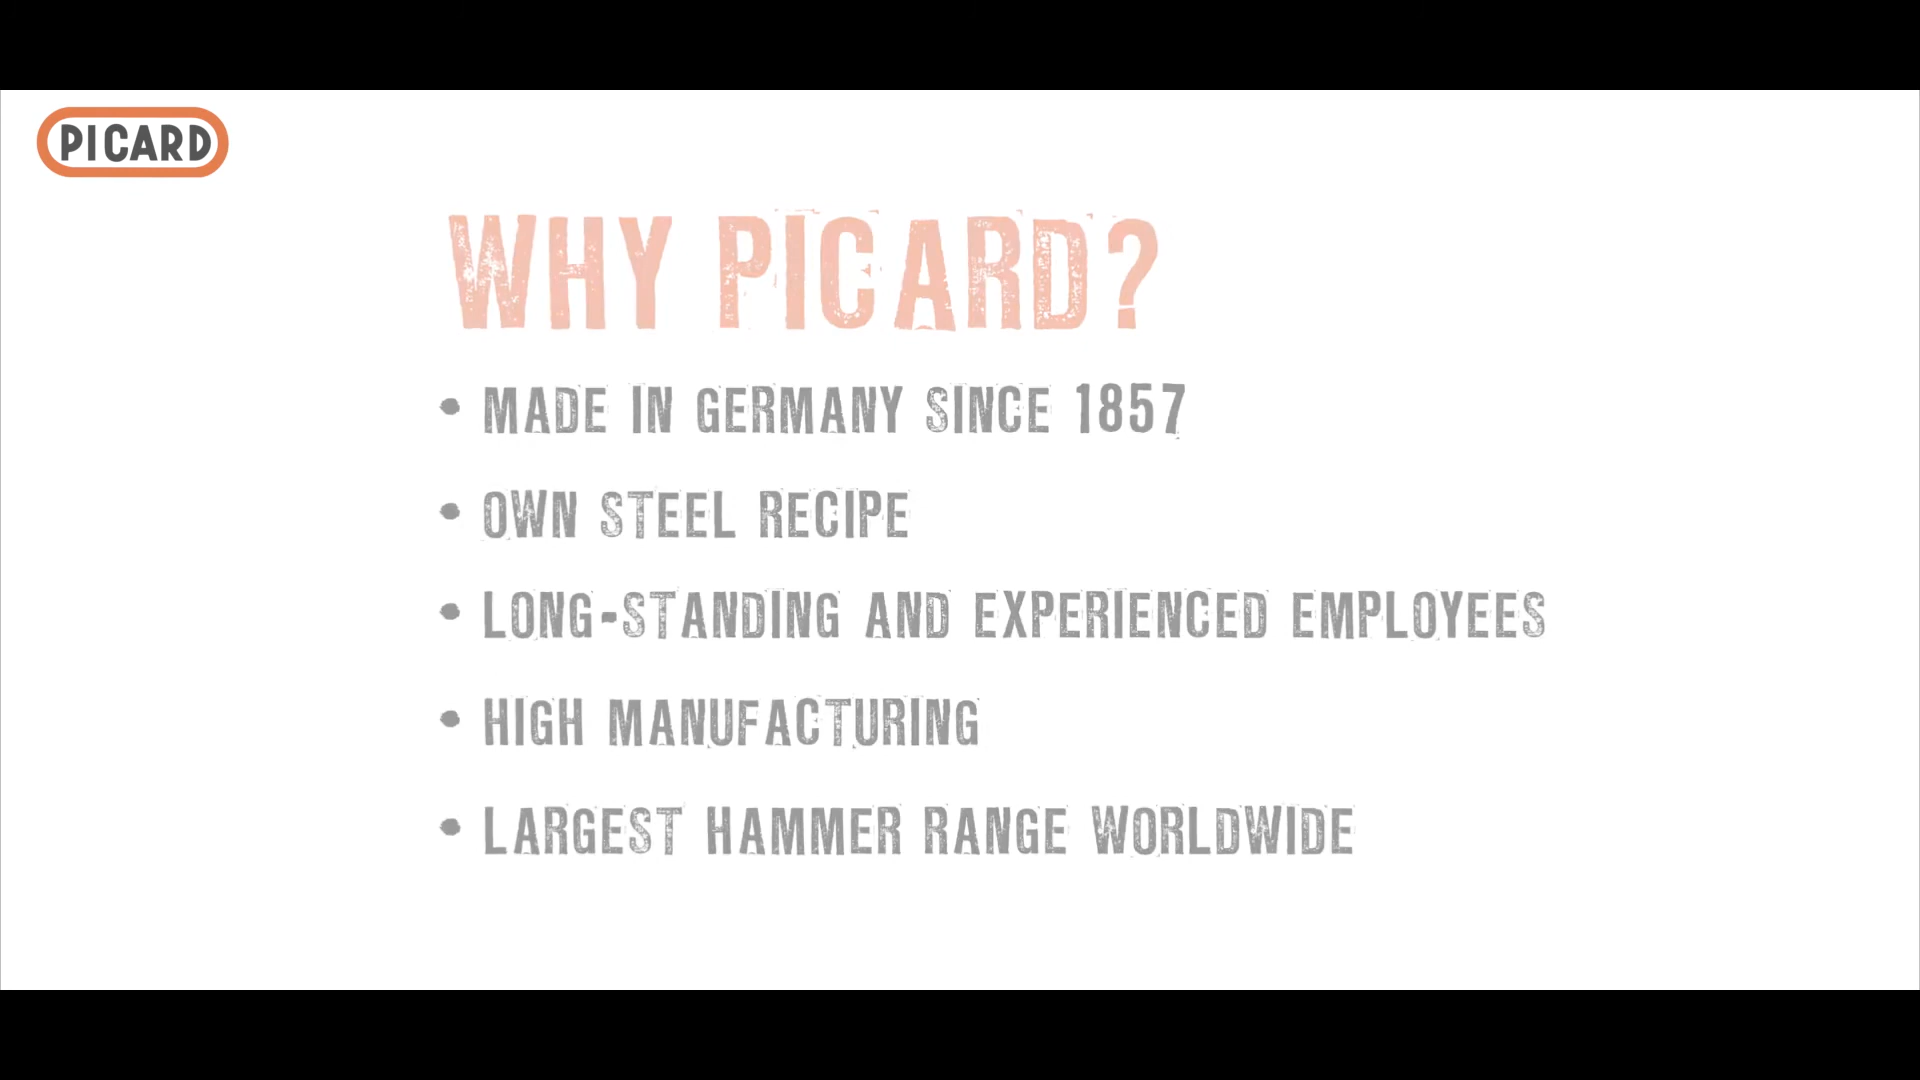 PICARD
WHY PICARD?
• MADE IN GERMANY SINCE 1857
• OWN STEEL RECIPE
• LONG-STANDING AND EXPERIENCED EMPLOYEES
• HIGH MANUFACTURING
• LARGEST HAMMER RANGE WORLDWIDE